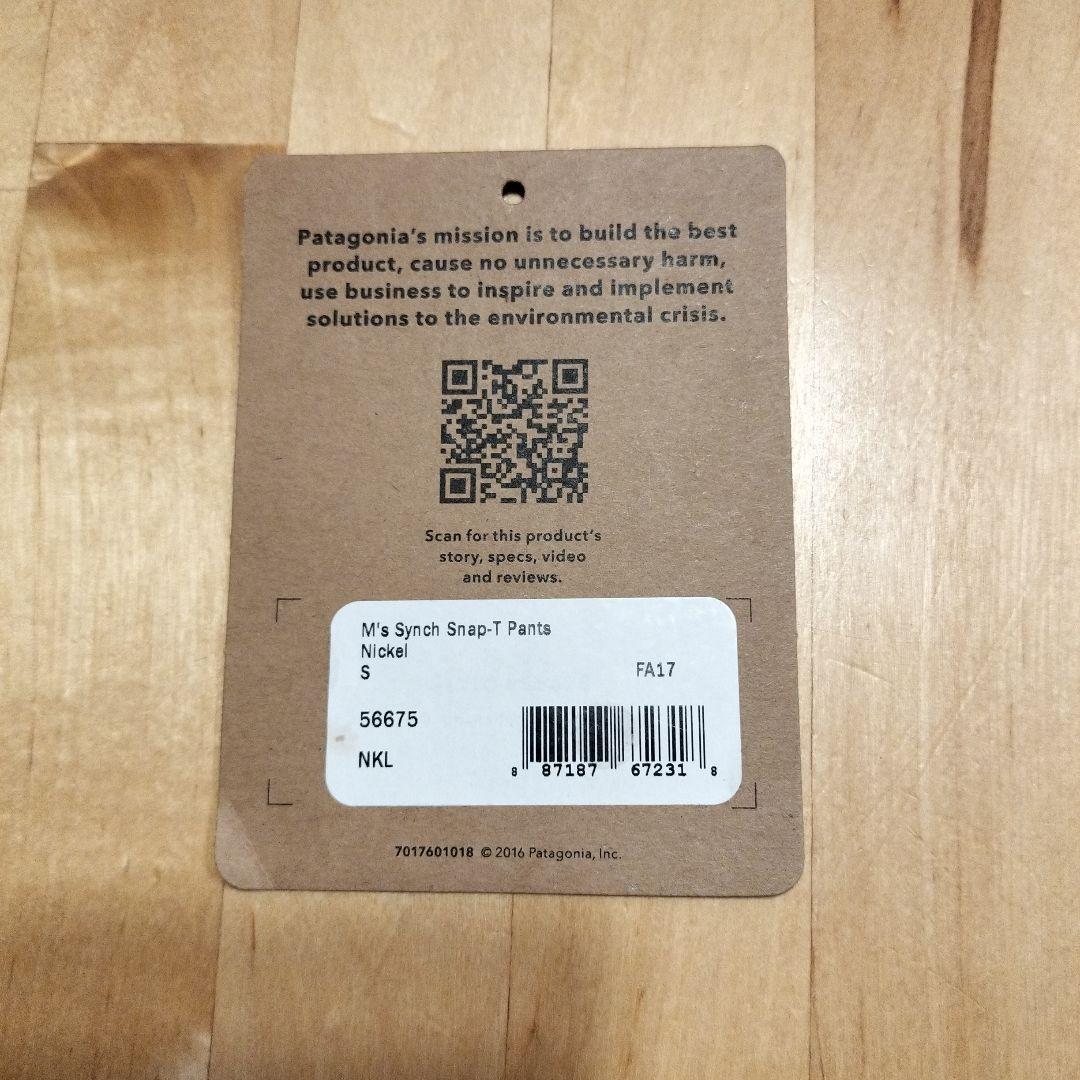 Patagonia's mission is to build the best
product, cause no unnecessary harm,
use business to inspire and implement
solutions to the environmental crisis.
Scan for this product's
story, specs, video
and reviews.
M's Synch Snap-T Pants
Nickel
S
FA17
56675
NKL
8 87187 67231 8
7017601018 © 2016 Patagonia, Inc.